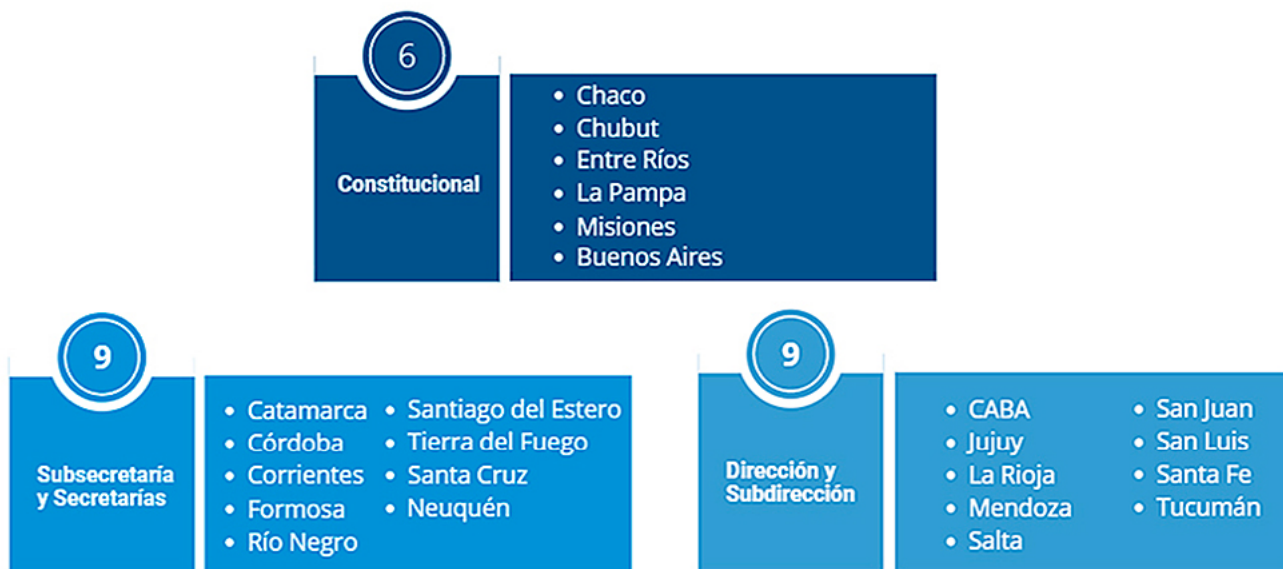 6
Constitucional
• Chaco
• Chubut
• Entre Ríos
• La Pampa
• Misiones
• Buenos Aires
9
Subsecretaría
y Secretarías
• Catamarca
• Córdoba
• Corrientes
• Formosa
• Río Negro
• Santiago del Estero
• Tierra del Fuego
• Santa Cruz
• Neuquén
9
Dirección y
Subdirección
• CABA
• Jujuy
• La Rioja
• Mendoza
• Salta
• San Juan
• San Luis
• Santa Fe
• Tucumán